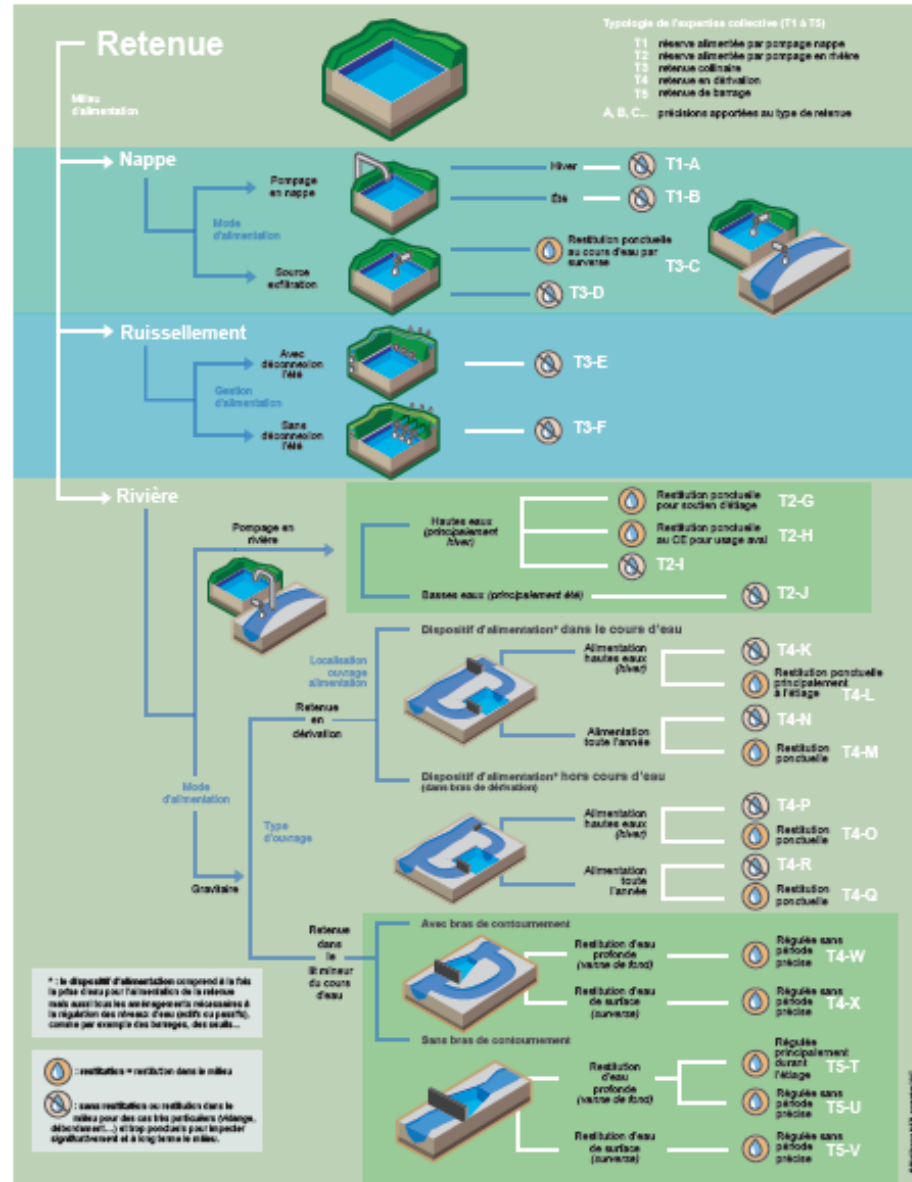 Retenue
Typologie de l'expertise collective (T1 à T5)
T1 réserve alimentée par pompage nappe
T2 réserve alimentée par pompage en rivière
T3 retenue collinaire
T4 retenue en dérivation
T5 retenue de barrage
A, B, C... précisions apportées au type de retenue
Milieu
d'alimentation
Nappe
Pompage
en nappe
Hiver
T1-A
Été
T1-B
Mode
d'alimentation
Source
exfiltration
Restitution ponctuelle
au cours d'eau par
surverse
T3-C
T3-D
Ruissellement
Avec
déconnexion
l'été
T3-E
Gestion
d'alimentation
Sans
déconnexion
l'été
T3-F
Rivière
Pompage en
rivière
Hautes eaux
(principalement
hiver)
Restitution ponctuelle
pour soutien d'étiage
T2-G
Restitution ponctuelle
au CE pour usage aval
T2-H
T2-I
Basses eaux (principalement été)
T2-J
Dispositif d'alimentation* dans le cours d'eau
Localisation
ouvrage
alimentation
Retenue
en
dérivation
Alimentation
hautes eaux
(hiver)
T4-K
Restitution ponctuelle
principalement
à l'étiage
T4-L
Alimentation
toute l'année
T4-N
Restitution
ponctuelle
T4-M
Dispositif d'alimentation* hors cours d'eau
(dans bras de dérivation)
Mode
d'alimentation
Type
d'ouvrage
Gravitaire
Alimentation
hautes eaux
(hiver)
T4-P
Restitution
ponctuelle
T4-O
Alimentation
toute
l'année
T4-R
Restitution
ponctuelle
T4-Q
Retenue
dans
le
lit mineur
du cours
d'eau
Avec bras de contournement
Restitution d'eau
profonde
(vanne de fond)
Régulée sans
période
précise
T4-W
Restitution d'eau
de surface
(surverse)
Régulée sans
période
précise
T4-X
Sans bras de contournement
Restitution
d'eau
profonde
(vanne de fond)
Régulée
principalement
durant
l'étiage
T5-T
Régulée sans
période
précise
T5-U
Restitution d'eau
de surface
(surverse)
Régulée sans
période
précise
T5-V
* : le dispositif d'alimentation comprend à la fois
la prise d'eau pour l'alimentation de la retenue
mais aussi tous les aménagements nécessaires à
la régulation des niveaux d'eau (actifs ou passifs),
comme par exemple des barrages, des seuils...
: restitution = restitution dans le milieu
: sans restitution ou restitution dans le
milieu pour des cas très particuliers (vidange,
débordement...) et trop ponctuels pour impacter
significativement et à long terme le milieu.